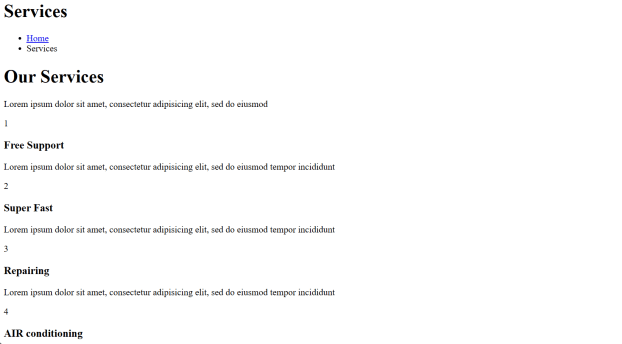 Services
Home
Services
Our Services
Lorem ipsum dolor sit amet, consectetur adipisicing elit, sed do eiusmod
1
Free Support
Lorem ipsum dolor sit amet, consectetur adipisicing elit, sed do eiusmod tempor incididunt
2
Super Fast
Lorem ipsum dolor sit amet, consectetur adipisicing elit, sed do eiusmod tempor incididunt
3
Repairing
Lorem ipsum dolor sit amet, consectetur adipisicing elit, sed do eiusmod tempor incididunt
4
AIR conditioning